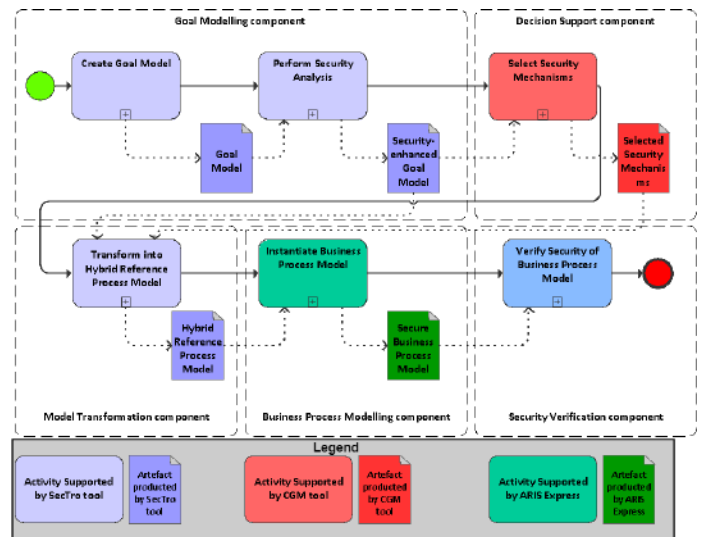 Goal Modelling component
Decision Support component
Create Goal Model
Perform Security
Analysis
Select Security
Mechanisms
Goal
Model
Security-
enhanced
Goal
Model
Selected
Security
Mechani
sms
Transform into
Hybrid Reference
Process Model
Instantiate Business
Process Model
Verify Security of
Business Process
Model
Hybrid
Reference
Process
Model
Secure
Business
Process
Model
Model Transformation component
Business Process Modelling component
Security Verification component
Legend
Activity Supported
by SecTro tool
Artefact
producted
by SecTro
tool
Activity Supported
by CGM tool
Artefact
producted
by CGM
tool
Activity Supported
by ARIS Express
Artefact
producted
by ARIS
Express